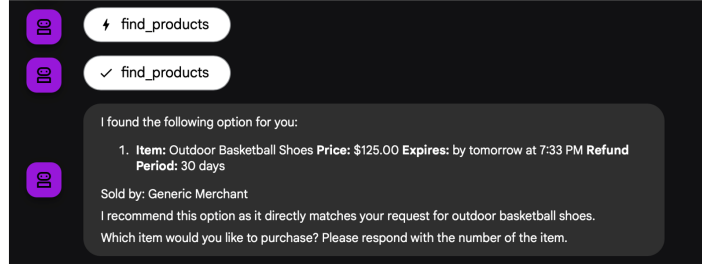 find_products
find_products
I found the following option for you:
1. Item: Outdoor Basketball Shoes Price: $125.00 Expires: by tomorrow at 7:33 PM Refund
Period: 30 days
Sold by: Generic Merchant
I recommend this option as it directly matches your request for outdoor basketball shoes.
Which item would you like to purchase? Please respond with the number of the item.